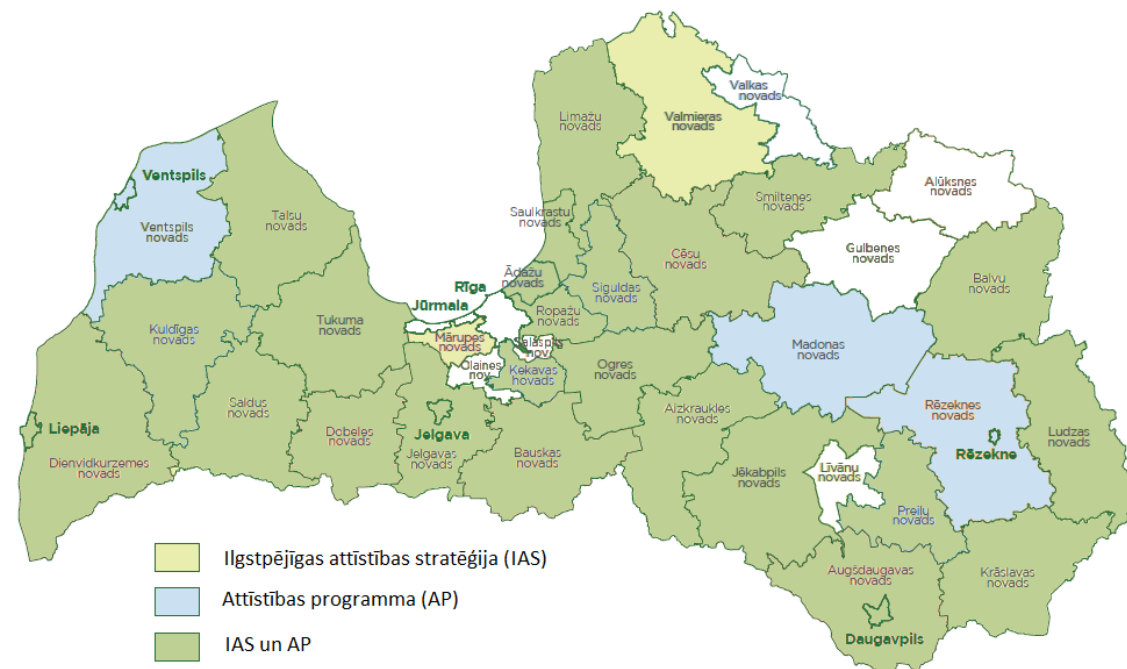 Valkas
novads
Limažu
novads
Valmieras
novads
Ventspils
Alūksnes
novads
Smiltenes
novads
Talsu
novads
Saulkrastu
novads
Ventspils
novads
Gulbenes
novads
Cēsu
novads
Balvu
novads
Ādažu
novads
Rīga
Siguldas
novads
Jūrmala
Ropažu
novads
Tukuma
novads
Kuldīgas
novads
Mārupes
novads
Salaspils
nov.
Madonas
novads
Olaines
nov.
Ķekavas
novads
Ogres
novads
Saldus
novads
Aizkraukles
novads
Rēzeknes
novads
Liepāja
Dobeles
novads
Jelgava
Ludzas
novads
Dienvidkurzemes
novads
Jelgavas
novads
Bauskas
novads
Rēzekne
Jēkabpils
novads
Līvānu
novads
Preiļu
novads
Ilgstpējīgas attīstības stratēģija (IAS)
Augšdaugavas
novads
Krāslavas
novads
Attīstības programma (AP)
Daugavpils
IAS un AP